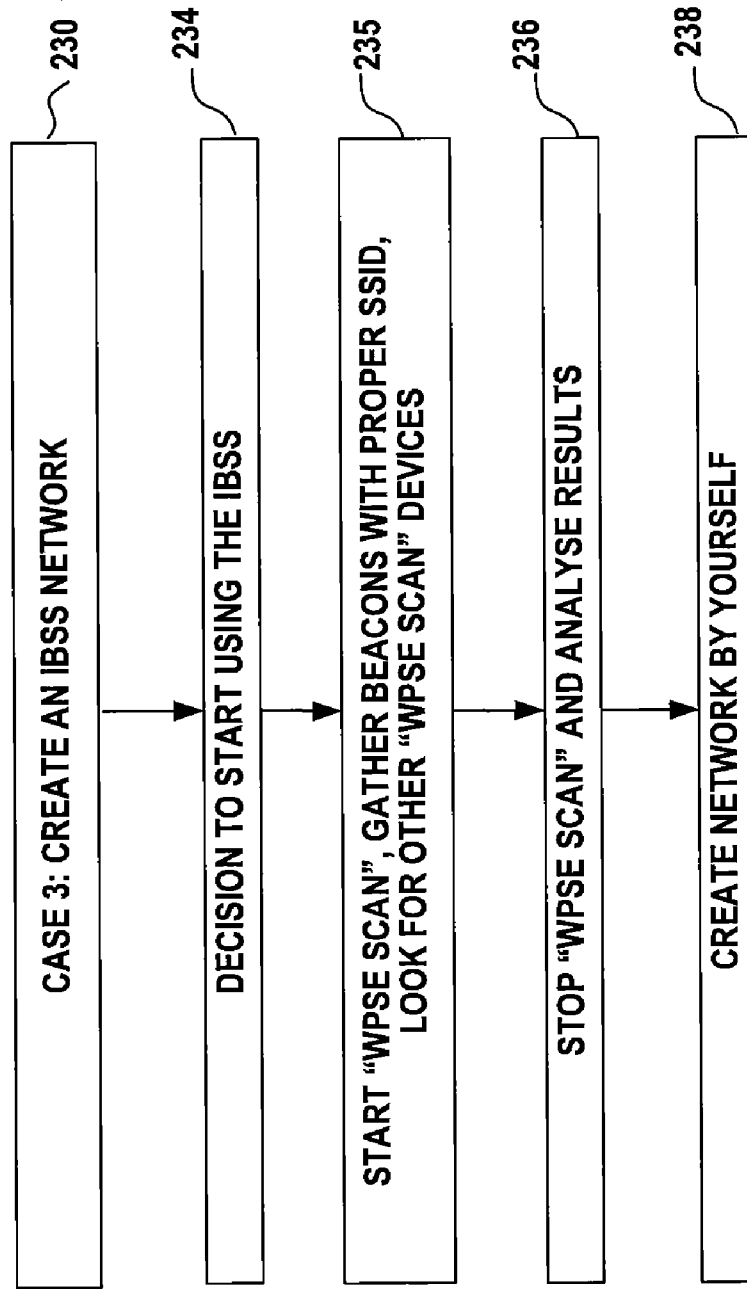 CASE 3: CREATE AN IBSS NETWORK
230
DECISION TO START USING THE IBSS
234
START “WPSE SCAN”, GATHER BEACONS WITH PROPER SSID,
LOOK FOR OTHER “WPSE SCAN” DEVICES
235
STOP “WPSE SCAN” AND ANALYSE RESULTS
236
CREATE NETWORK BY YOURSELF
238